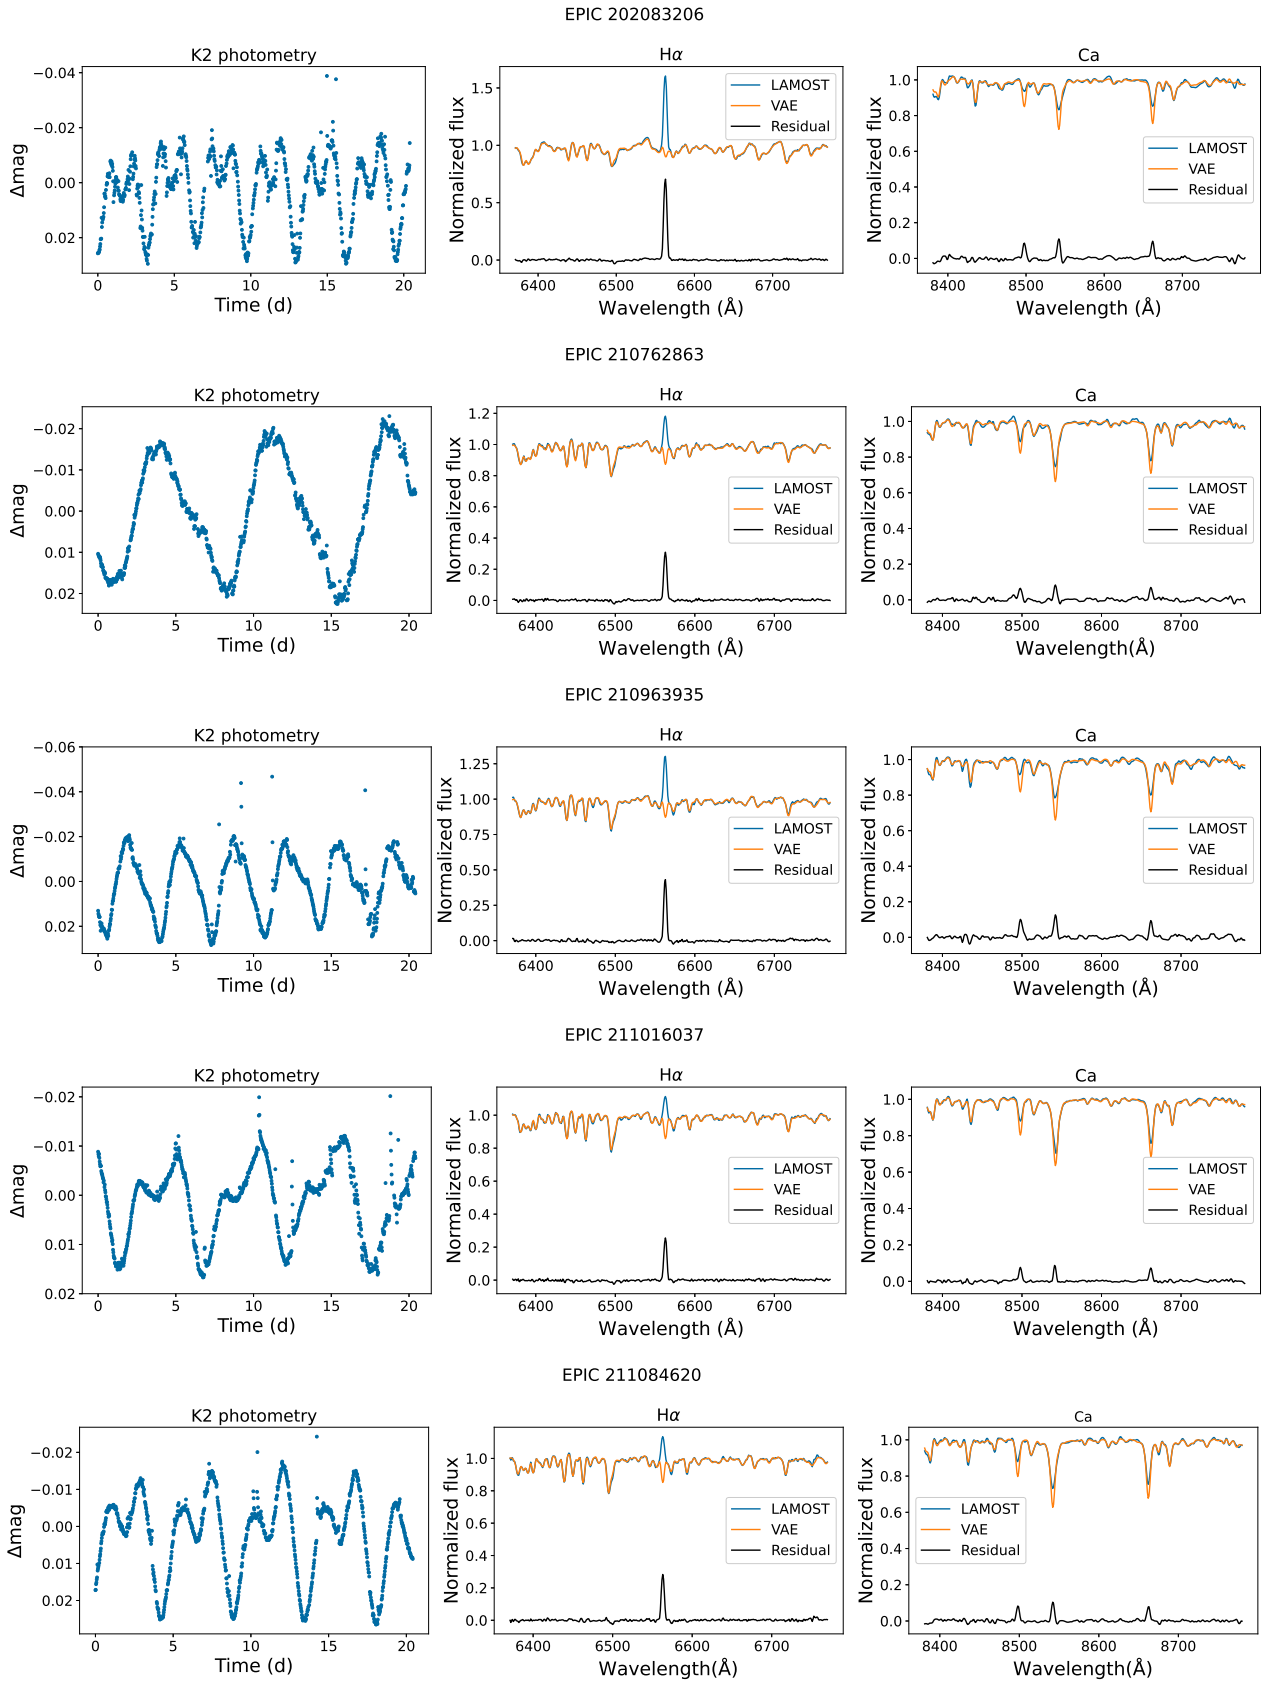 EPIC 202083206
K2 photometry
Hα
Ca
−0.04
−0.02
0.00
0.02
Δmag
0
5
10
15
20
Time (d)
1.5
1.0
0.5
0.0
Normalized flux
LAMOST
VAE
Residual
6400
6500
6600
6700
Wavelength (Å)
1.0
0.8
0.6
0.4
0.2
0.0
Normalized flux
LAMOST
VAE
Residual
8400
8500
8600
8700
Wavelength (Å)
EPIC 210762863
K2 photometry
Hα
Ca
−0.02
−0.01
0.00
0.01
0.02
Δmag
0
5
10
15
20
Time (d)
1.2
1.0
0.8
0.6
0.4
0.2
0.0
Normalized flux
LAMOST
VAE
Residual
6400
6500
6600
6700
Wavelength (Å)
1.0
0.8
0.6
0.4
0.2
0.0
Normalized flux
LAMOST
VAE
Residual
8400
8500
8600
8700
Wavelength(Å)
EPIC 210963935
K2 photometry
Hα
Ca
−0.06
−0.04
−0.02
0.00
0.02
Δmag
0
5
10
15
20
Time (d)
1.25
1.00
0.75
0.50
0.25
0.00
Normalized flux
LAMOST
VAE
Residual
6400
6500
6600
6700
Wavelength (Å)
1.0
0.8
0.6
0.4
0.2
0.0
Normalized flux
LAMOST
VAE
Residual
8400
8500
8600
8700
Wavelength (Å)
EPIC 211016037
K2 photometry
Hα
Ca
−0.02
−0.01
0.00
0.01
0.02
Δmag
0
5
10
15
20
Time (d)
1.0
0.8
0.6
0.4
0.2
0.0
Normalized flux
LAMOST
VAE
Residual
6400
6500
6600
6700
Wavelength (Å)
1.0
0.8
0.6
0.4
0.2
0.0
Normalized flux
LAMOST
VAE
Residual
8400
8500
8600
8700
Wavelength(Å)
EPIC 211084620
K2 photometry
Hα
Ca
−0.02
−0.01
0.00
0.01
0.02
Δmag
0
5
10
15
20
Time (d)
1.0
0.8
0.6
0.4
0.2
0.0
Normalized flux
LAMOST
VAE
Residual
6400
6500
6600
6700
Wavelength (Å)
1.0
0.8
0.6
0.4
0.2
0.0
Normalized flux
LAMOST
VAE
Residual
8400
8500
8600
8700
Wavelength(Å)